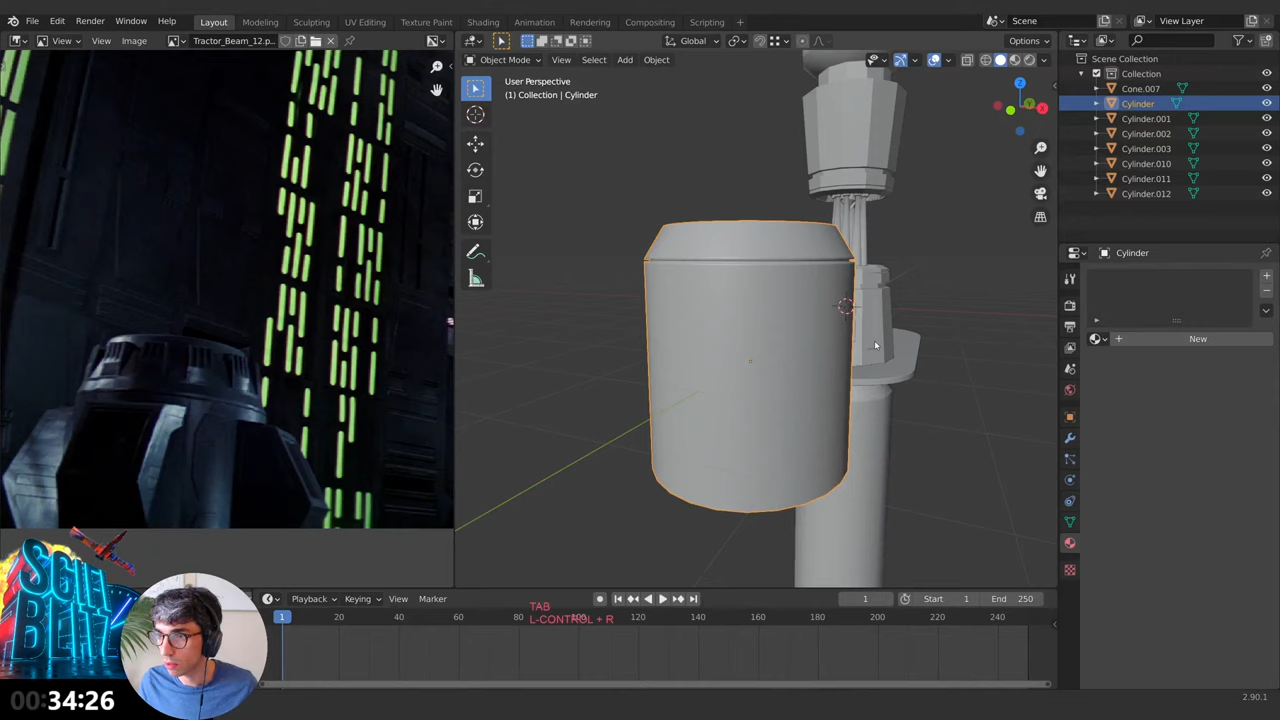 File Edit Render Window Help Layout Modeling Sculpting UV Editing Texture Paint Shading Animation Rendering Compositing Scripting + Scene View Layer
View View Image Tractor_Beam_12.p... Global Options
Object Mode View Select Add Object
User Perspective
(1) Collection | Cylinder
Scene Collection
Collection
Cone.007
Cylinder
Cylinder.001
Cylinder.002
Cylinder.003
Cylinder.010
Cylinder.011
Cylinder.012
Cylinder
New
Z
X
TAB
L-CONTROL + R
Playback Keying View Marker 1 Start 1 End 250
1 20 40 60 80 100 120 140 160 180 200 220 240
SCIFI
BLITZ
00:34:26
2.90.1